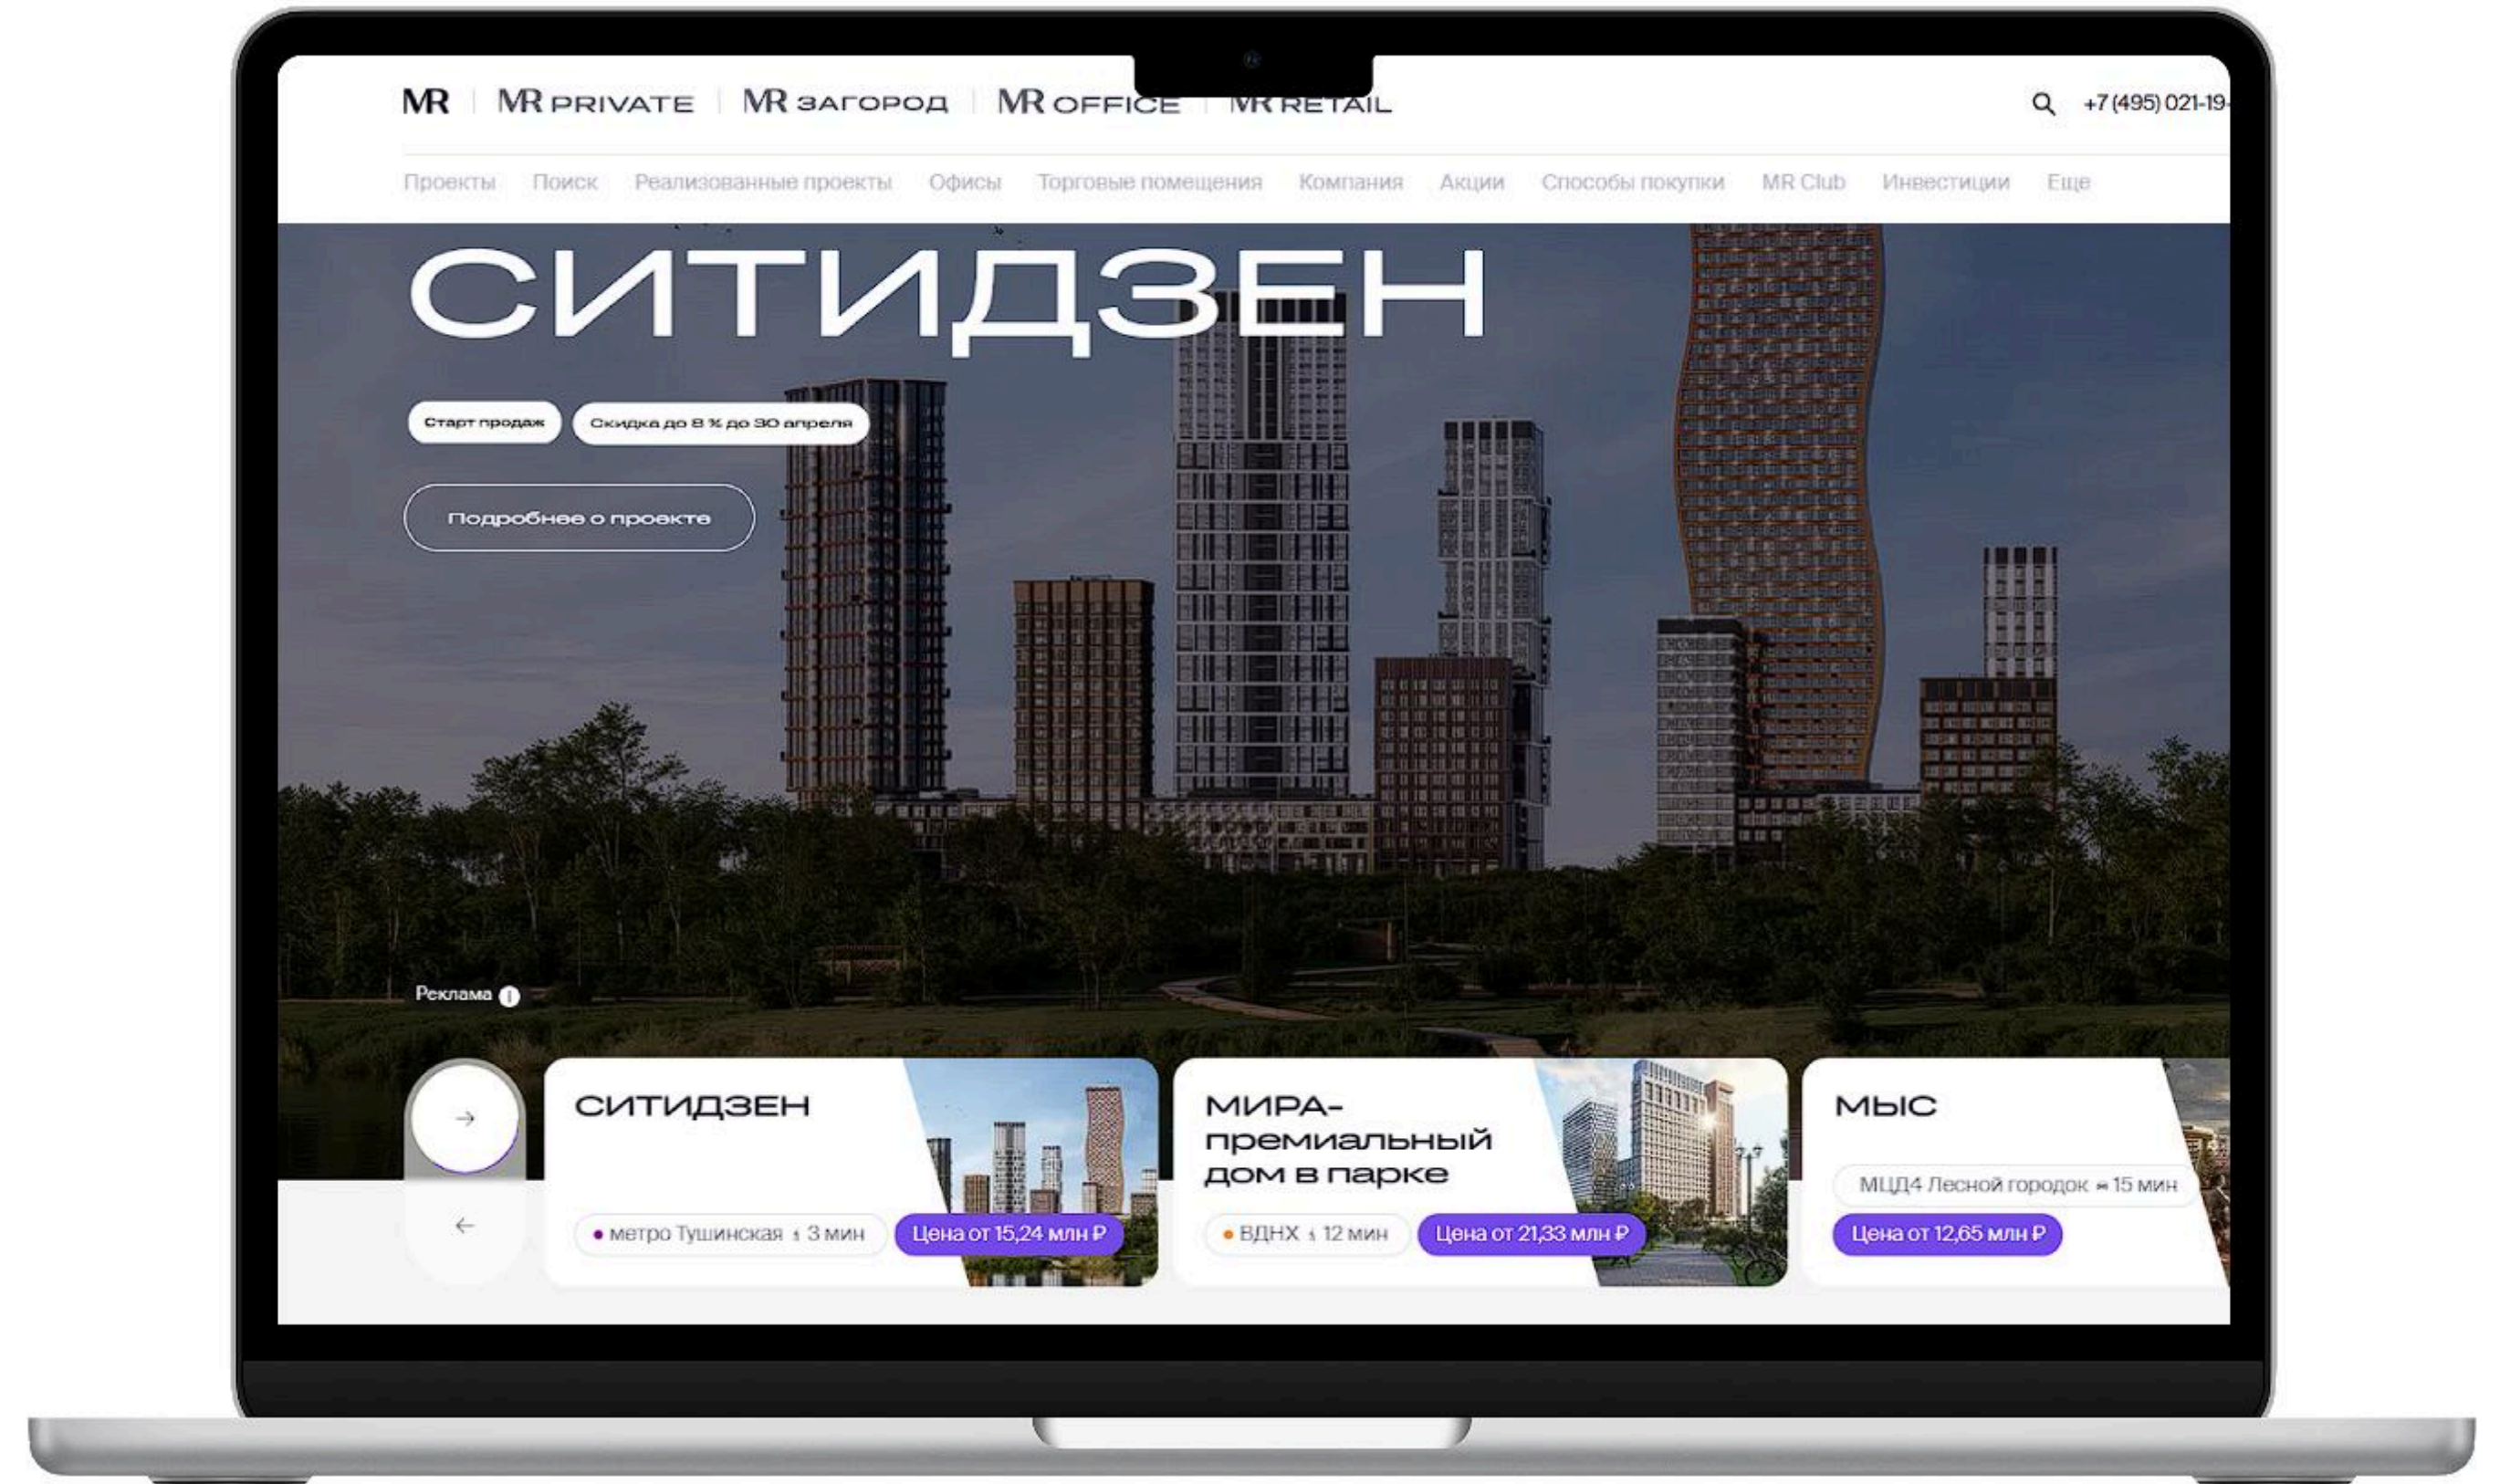 MR MR PRIVATE MR ЗАГОРОД MR OFFICE MR RETAIL +7 (495) 021-19-
Проекты Поиск Реализованные проекты Офисы Торговые помещения Компания Акции Способы покупки MR Club Инвестиции Еще
СИТИДЗЕН
Старт продаж Скидка до 8 % до 30 апреля
Подробнее о проекте
Реклама
СИТИДЗЕН
метро Тушинская 3 мин Цена от 15,24 млн ₽
МИРА-
премиальный
дом в парке
ВДНХ 12 мин Цена от 21,33 млн ₽
МЫС
МЦД4 Лесной городок 15 мин
Цена от 12,65 млн ₽